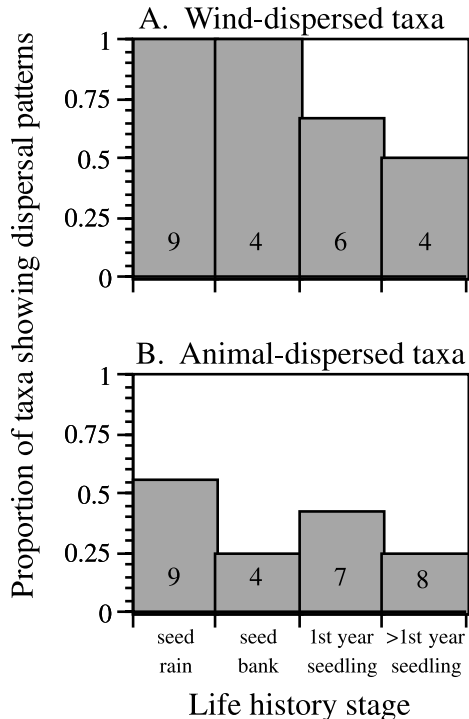 A. Wind-dispersed taxa
Proportion of taxa showing dispersal patterns
1
0.75
0.5
0.25
0
9 4 6 4
B. Animal-dispersed taxa
1
0.75
0.5
0.25
0
9 4 7 8
seed seed 1st year >1st year
rain bank seedling seedling
Life history stage